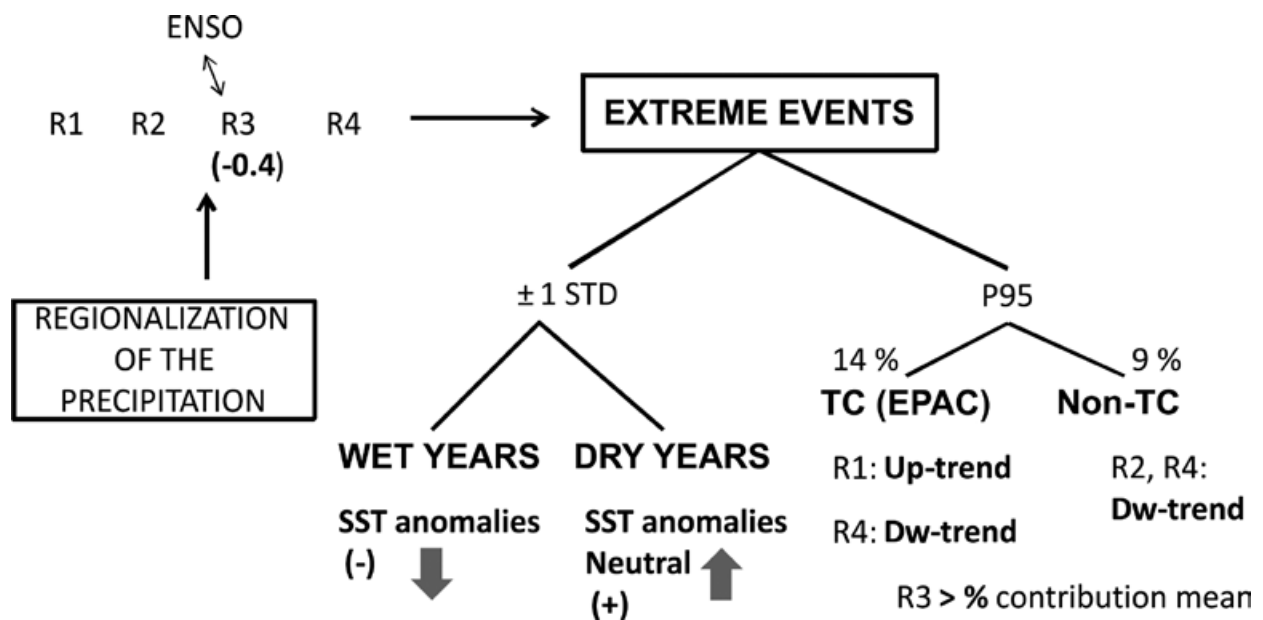 ENSO
R1 R2 R3 R4
(-0.4)
EXTREME EVENTS
REGIONALIZATION
OF THE
PRECIPITATION
± 1 STD
P95
WET YEARS
SST anomalies
(-)
DRY YEARS
SST anomalies
Neutral
(+)
14 %
TC (EPAC)
R1: Up-trend
R4: Dw-trend
9 %
Non-TC
R2, R4:
Dw-trend
R3 > % contribution mean